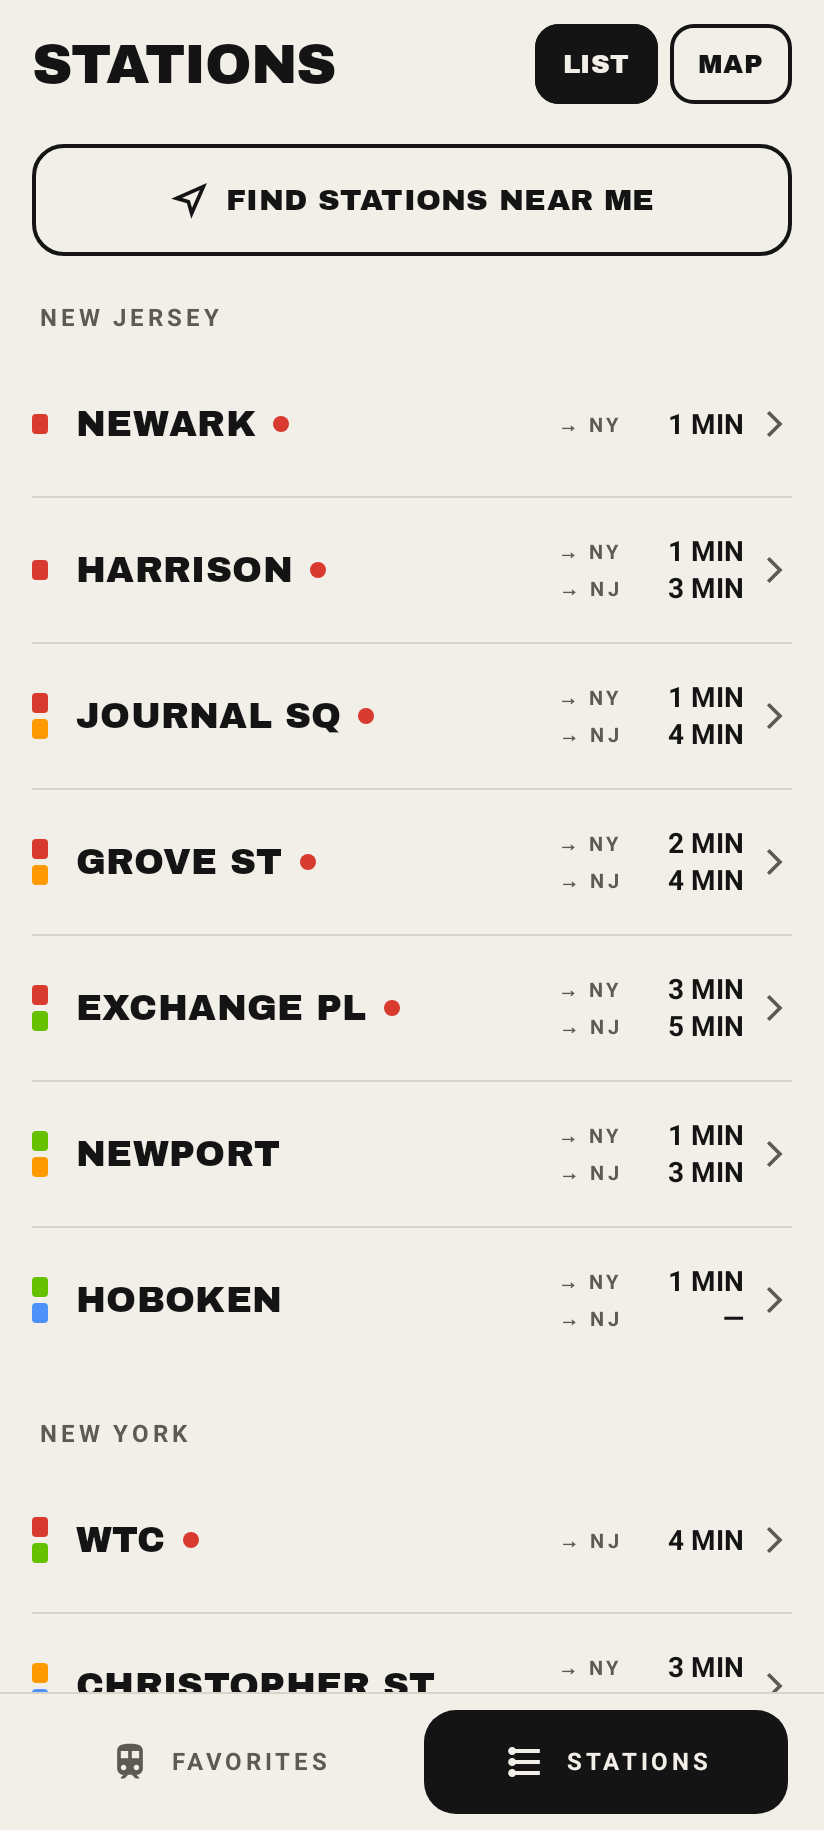 STATIONS
LIST
MAP
FIND STATIONS NEAR ME
NEW JERSEY
NEWARK → NY 1 MIN
HARRISON → NY 1 MIN
→ NJ 3 MIN
JOURNAL SQ → NY 1 MIN
→ NJ 4 MIN
GROVE ST → NY 2 MIN
→ NJ 4 MIN
EXCHANGE PL → NY 3 MIN
→ NJ 5 MIN
NEWPORT → NY 1 MIN
→ NJ 3 MIN
HOBOKEN → NY 1 MIN
→ NJ —
NEW YORK
WTC → NJ 4 MIN
CHRISTOPHER ST → NY 3 MIN
FAVORITES
STATIONS